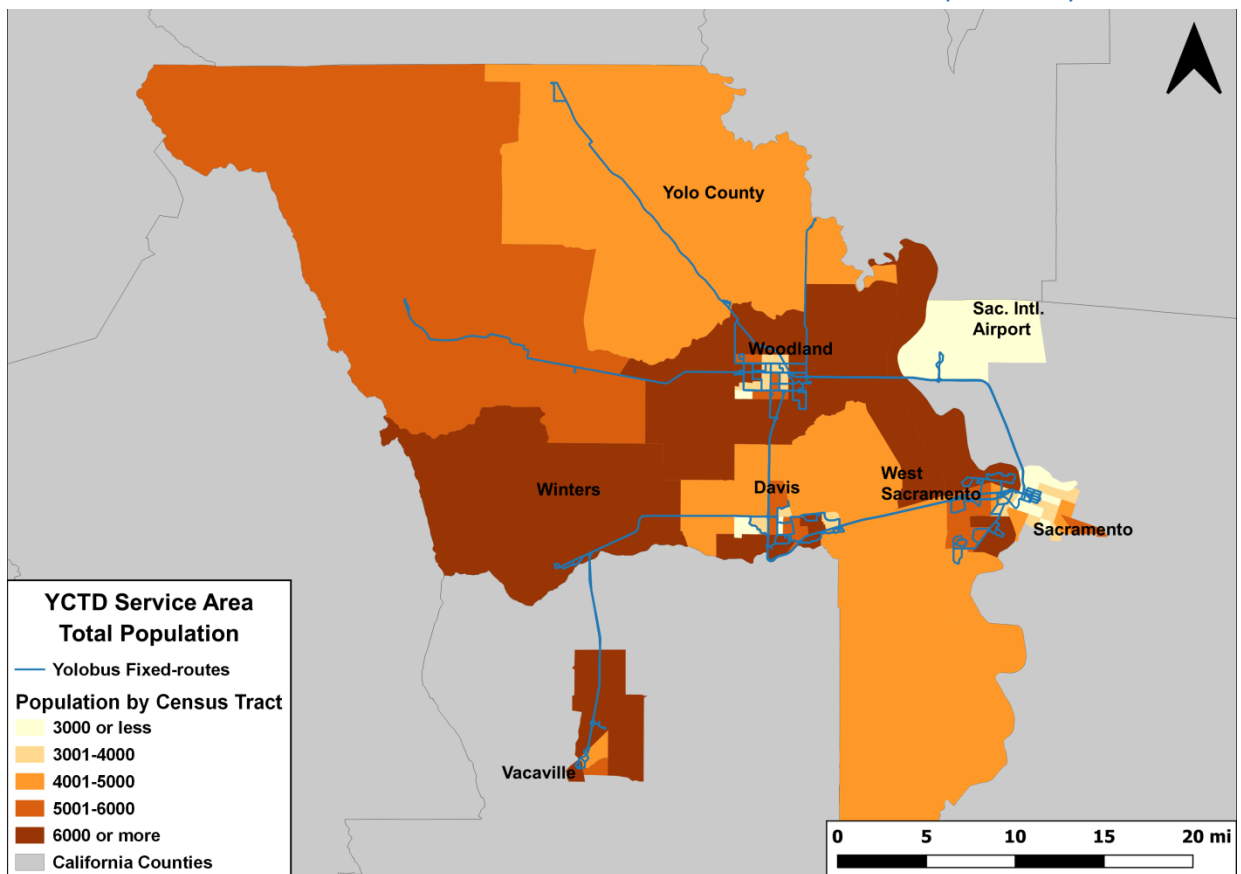 Yolo County
Sac. Intl.
Airport
Woodland
Winters
Davis
West
Sacramento
Sacramento
Vacaville
YCTD Service Area
Total Population
Yolobus Fixed-routes
Population by Census Tract
3000 or less
3001-4000
4001-5000
5001-6000
6000 or more
California Counties
0 5 10 15 20 mi